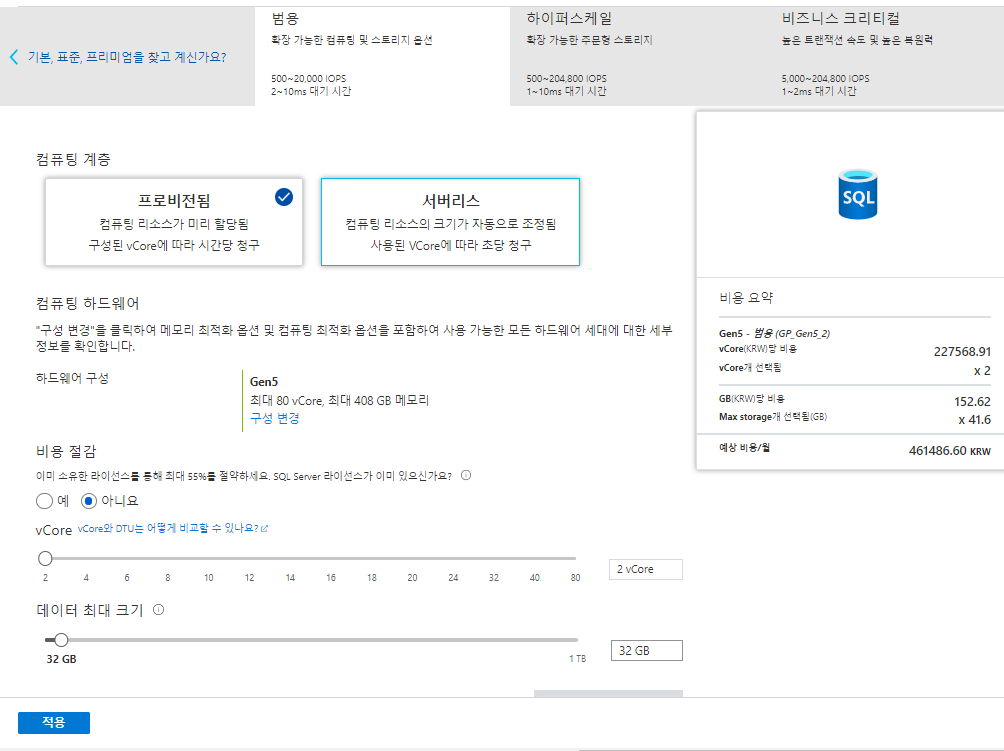 기본, 표준, 프리미엄을 찾고 계신가요?
범용
확장 가능한 컴퓨팅 및 스토리지 옵션
500~20,000 IOPS
2~10ms 대기 시간
하이퍼스케일
확장 가능한 주문형 스토리지
500~204,800 IOPS
1~10ms 대기 시간
비즈니스 크리티컬
높은 트랜잭션 속도 및 높은 복원력
5,000~204,800 IOPS
1~2ms 대기 시간
컴퓨팅 계층
프로비전됨
컴퓨팅 리소스가 미리 할당됨
구성된 vCore에 따라 시간당 청구
서버리스
컴퓨팅 리소스의 크기가 자동으로 조정됨
사용된 VCore에 따라 초당 청구
컴퓨팅 하드웨어
"구성 변경"을 클릭하여 메모리 최적화 옵션 및 컴퓨팅 최적화 옵션을 포함하여 사용 가능한 모든 하드웨어 세대에 대한 세부
정보를 확인합니다.
하드웨어 구성
Gen5
최대 80 vCore, 최대 408 GB 메모리
구성 변경
비용 절감
이미 소유한 라이선스를 통해 최대 55%를 절약하세요. SQL Server 라이선스가 이미 있으신가요?
예 아니요
vCore vCore와 DTU는 어떻게 비교할 수 있나요?
2 4 6 8 10 12 14 16 18 20 24 32 40 80
2 vCore
데이터 최대 크기
32 GB
1 TB
32 GB
적용
SQL
비용 요약
Gen5 - 범용 (GP_Gen5_2)
vCore(KRW)당 비용 227568.91
vCore개 선택됨 x 2
GB(KRW)당 비용 152.62
Max storage개 선택됨(GB) x 41.6
예상 비용/월 461486.60 KRW